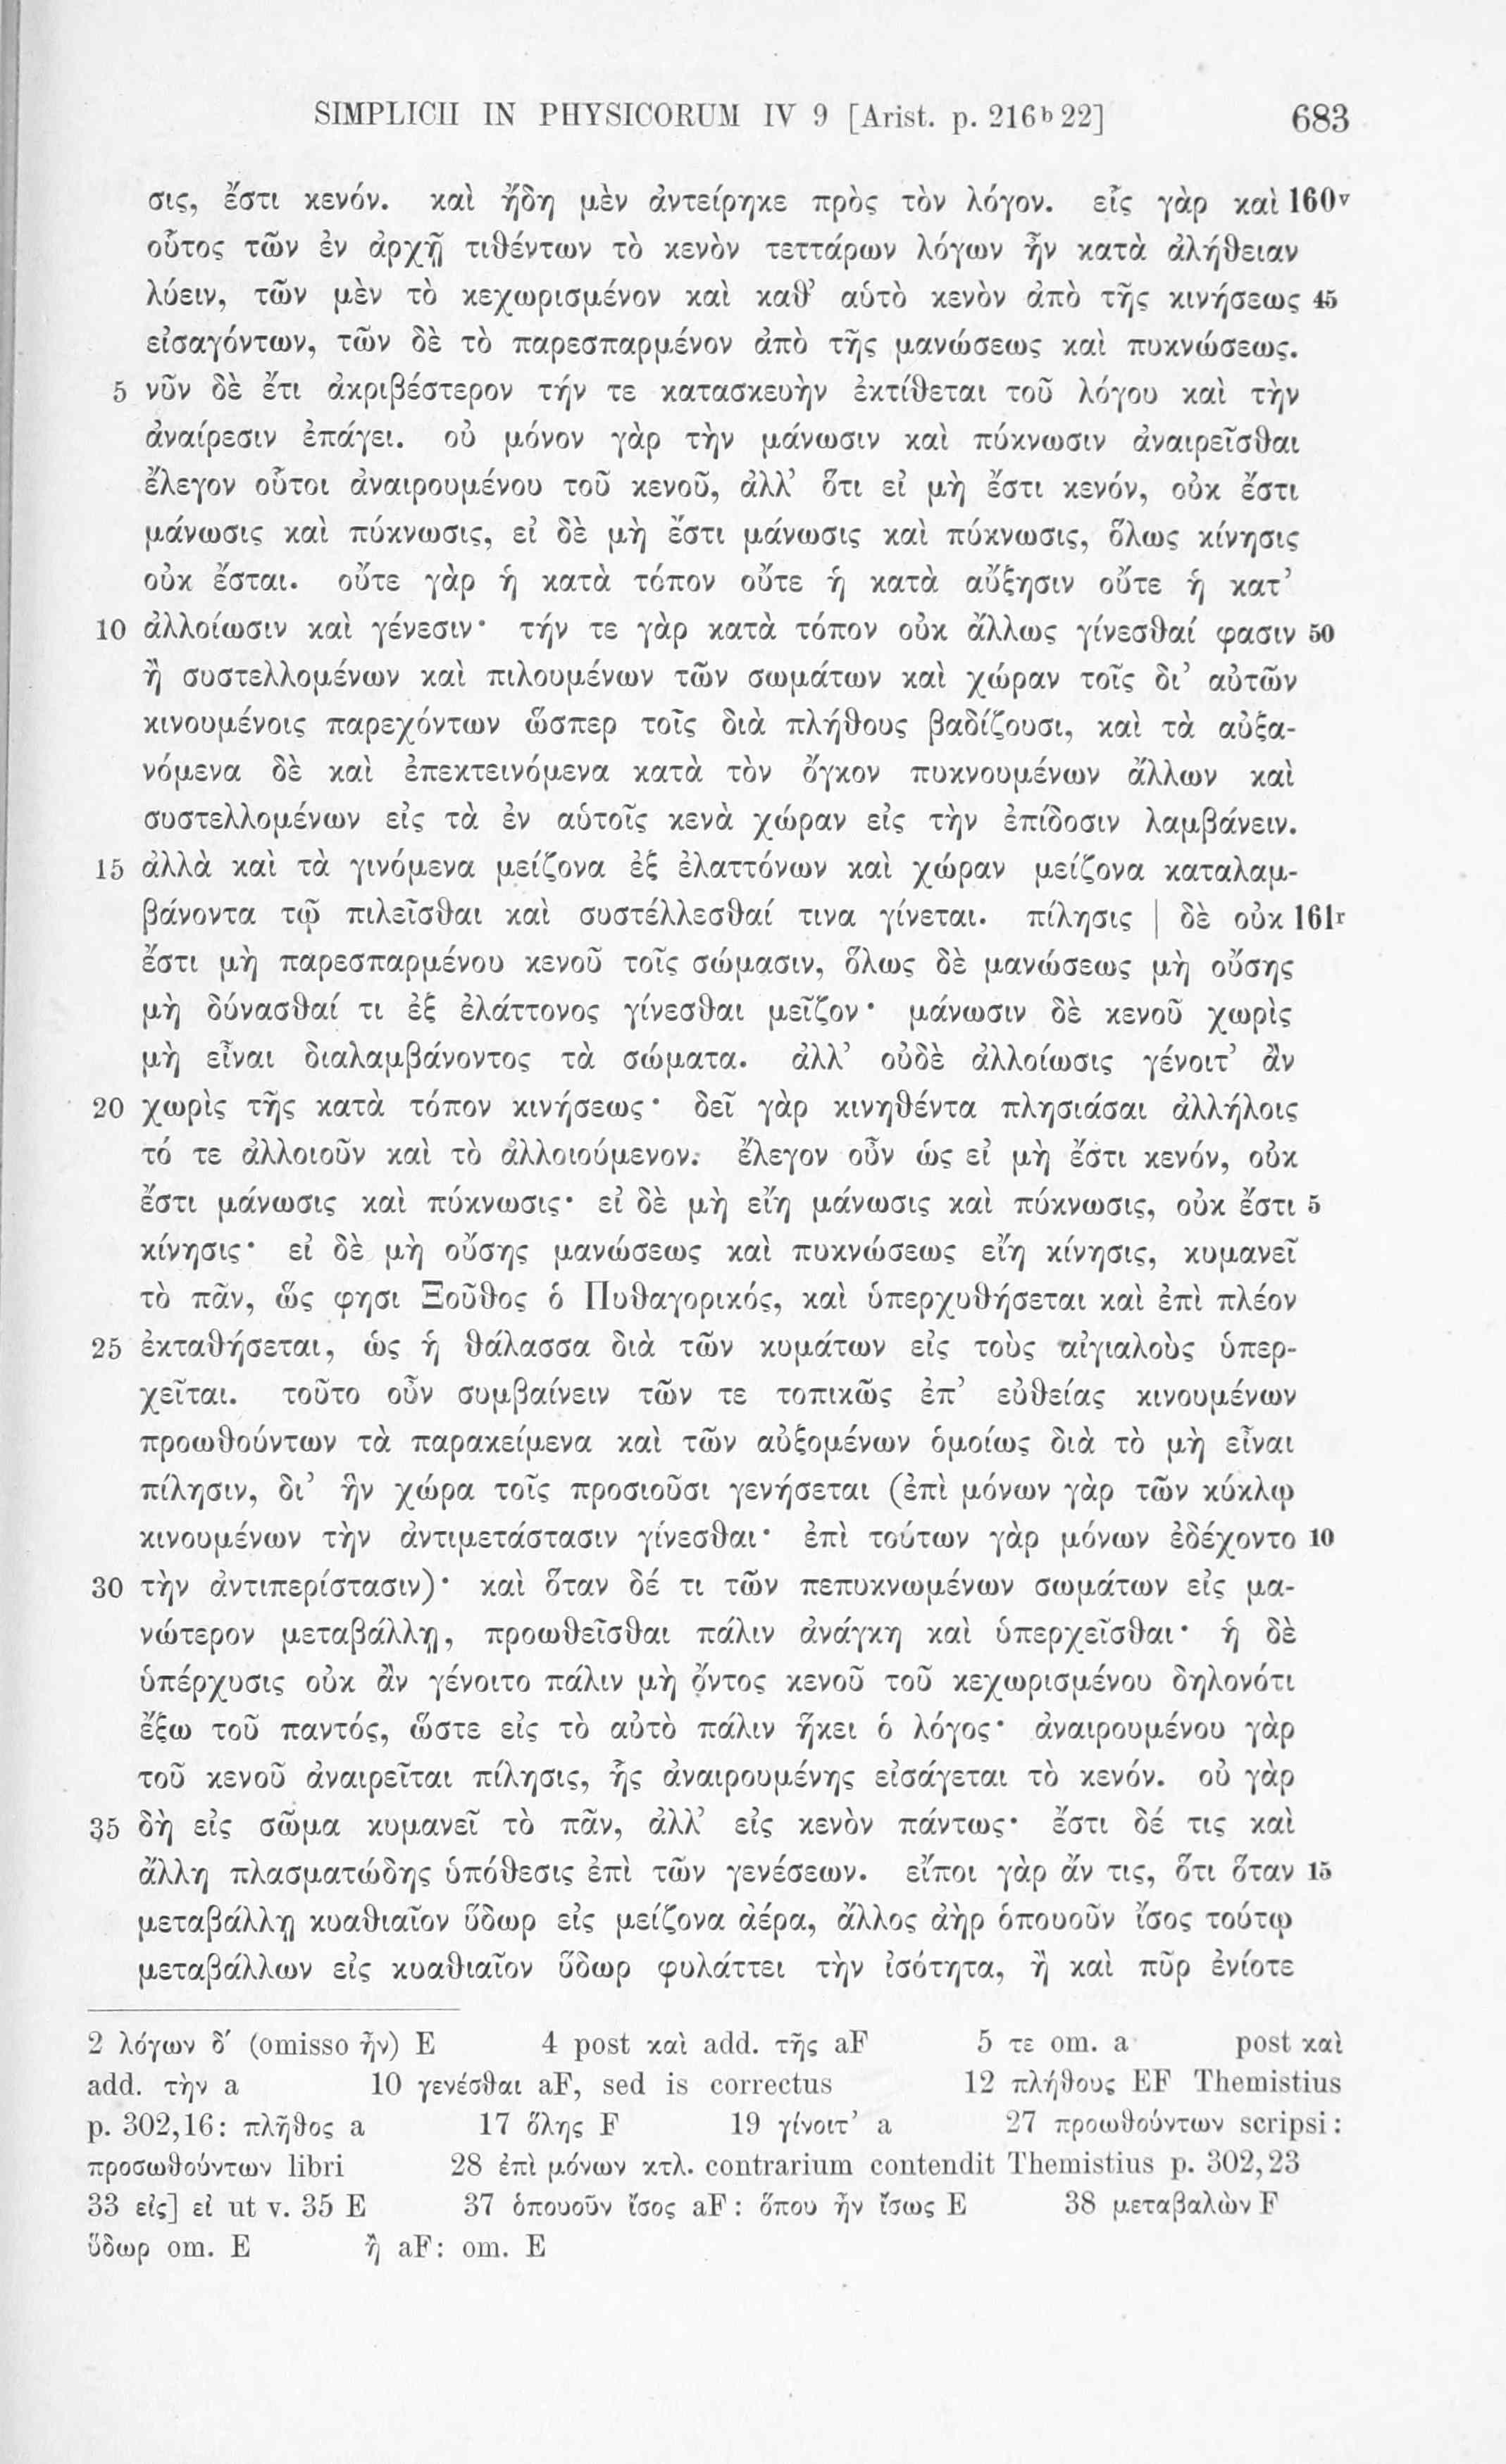 SIMPLICII IN PHYSICORUM IV 9 [Arist. p. 216ᵇ 22] 683
σις, ἔστι κενόν. καὶ ἤδη μὲν ἀντείρηκε πρὸς τὸν λόγον. εἷς γὰρ καὶ 160ᵛ
οὗτος τῶν ἐν ἀρχῇ τιθέντων τὸ κενὸν τεττάρων λόγων ἦν κατὰ ἀλήθειαν
λύειν, τῶν μὲν τὸ κεχωρισμένον καὶ καθ’ αὑτὸ κενὸν ἀπὸ τῆς κινήσεως 45
εἰσαγόντων, τῶν δὲ τὸ παρεσπαρμένον ἀπὸ τῆς μανώσεως καὶ πυκνώσεως.
5 νῦν δὲ ἔτι ἀκριβέστερον τήν τε κατασκευὴν ἐκτίθεται τοῦ λόγου καὶ τὴν
ἀναίρεσιν ἐπάγει. οὐ μόνον γὰρ τὴν μάνωσιν καὶ πύκνωσιν ἀναιρεῖσθαι
ἔλεγον οὗτοι ἀναιρουμένου τοῦ κενοῦ, ἀλλ’ ὅτι εἰ μὴ ἔστι κενόν, οὐκ ἔστι
μάνωσις καὶ πύκνωσις, εἰ δὲ μὴ ἔστι μάνωσις καὶ πύκνωσις, ὅλως κίνησις
οὐκ ἔσται. οὔτε γὰρ ἡ κατὰ τόπον οὔτε ἡ κατὰ αὔξησιν οὔτε ἡ κατ’
10 ἀλλοίωσιν καὶ γένεσιν· τήν τε γὰρ κατὰ τόπον οὐκ ἄλλως γίνεσθαί φασιν 50
ἢ συστελλομένων καὶ πιλουμένων τῶν σωμάτων καὶ χώραν τοῖς δι’ αὐτῶν
κινουμένοις παρεχόντων ὥσπερ τοῖς διὰ πλήθους βαδίζουσι, καὶ τὰ αὐξα-
νόμενα δὲ καὶ ἐπεκτεινόμενα κατὰ τὸν ὄγκον πυκνουμένων ἄλλων καὶ
συστελλομένων εἰς τὰ ἐν αὑτοῖς κενὰ χώραν εἰς τὴν ἐπίδοσιν λαμβάνειν.
15 ἀλλὰ καὶ τὰ γινόμενα μείζονα ἐξ ἐλαττόνων καὶ χώραν μείζονα καταλαμ-
βάνοντα τῷ πιλεῖσθαι καὶ συστέλλεσθαί τινα γίνεται. πίλησις | δὲ οὐκ 161ʳ
ἔστι μὴ παρεσπαρμένου κενοῦ τοῖς σώμασιν, ὅλως δὲ μανώσεως μὴ οὔσης
μὴ δύνασθαί τι ἐξ ἐλάττονος γίνεσθαι μεῖζον· μάνωσιν δὲ κενοῦ χωρὶς
μὴ εἶναι διαλαμβάνοντος τὰ σώματα. ἀλλ’ οὐδὲ ἀλλοίωσις γένοιτ’ ἂν
20 χωρὶς τῆς κατὰ τόπον κινήσεως· δεῖ γὰρ κινηθέντα πλησιάσαι ἀλλήλοις
τό τε ἀλλοιοῦν καὶ τὸ ἀλλοιούμενον. ἔλεγον οὖν ὡς εἰ μὴ ἔστι κενόν, οὐκ
ἔστι μάνωσις καὶ πύκνωσις· εἰ δὲ μὴ εἴη μάνωσις καὶ πύκνωσις, οὐκ ἔστι 5
κίνησις· εἰ δὲ μὴ οὔσης μανώσεως καὶ πυκνώσεως εἴη κίνησις, κυμανεῖ
τὸ πᾶν, ὥς φησι Ξοῦθος ὁ Πυθαγορικός, καὶ ὑπερχυθήσεται καὶ ἐπὶ πλέον
25 ἐκταθήσεται, ὡς ἡ θάλασσα διὰ τῶν κυμάτων εἰς τοὺς αἰγιαλοὺς ὑπερ-
χεῖται. τοῦτο οὖν συμβαίνειν τῶν τε τοπικῶς ἐπ’ εὐθείας κινουμένων
προωθούντων τὰ παρακείμενα καὶ τῶν αὐξομένων ὁμοίως διὰ τὸ μὴ εἶναι
πίλησιν, δι’ ἣν χώρα τοῖς προσιοῦσι γενήσεται (ἐπὶ μόνων γὰρ τῶν κύκλῳ
κινουμένων τὴν ἀντιμετάστασιν γίνεσθαι· ἐπὶ τούτων γὰρ μόνων ἐδέχοντο 10
30 τὴν ἀντιπερίστασιν)· καὶ ὅταν δέ τι τῶν πεπυκνωμένων σωμάτων εἰς μα-
νώτερον μεταβάλλῃ, προωθεῖσθαι πάλιν ἀνάγκη καὶ ὑπερχεῖσθαι· ἡ δὲ
ὑπέρχυσις οὐκ ἂν γένοιτο πάλιν μὴ ὄντος κενοῦ τοῦ κεχωρισμένου δηλονότι
ἔξω τοῦ παντός, ὥστε εἰς τὸ αὐτὸ πάλιν ἥκει ὁ λόγος· ἀναιρουμένου γὰρ
τοῦ κενοῦ ἀναιρεῖται πίλησις, ἧς ἀναιρουμένης εἰσάγεται τὸ κενόν. οὐ γὰρ
35 δὴ εἰς σῶμα κυμανεῖ τὸ πᾶν, ἀλλ’ εἰς κενὸν πάντως· ἔστι δέ τις καὶ
ἄλλη πλασματώδης ὑπόθεσις ἐπὶ τῶν γενέσεων. εἴποι γὰρ ἄν τις, ὅτι ὅταν 15
μεταβάλλῃ κυαθιαῖον ὕδωρ εἰς μείζονα ἀέρα, ἄλλος ἀὴρ ὁπουοῦν ἴσος τούτῳ
μεταβάλλων εἰς κυαθιαῖον ὕδωρ φυλάττει τὴν ἰσότητα, ἢ καὶ πῦρ ἐνίοτε
2 λόγων δ′ (omisso ἦν) E 4 post καὶ add. τῆς aF 5 τε om. a post καὶ
add. τὴν a 10 γενέσθαι aF, sed is correctus 12 πλήθους EF Themistius
p. 302,16: πλῆθος a 17 ὅλης F 19 γίνοιτ’ a 27 προωθούντων scripsi:
προσωθούντων libri 28 ἐπὶ μόνων κτλ. contrarium contendit Themistius p. 302,23
33 εἰς] εἰ ut v. 35 E 37 ὁπουοῦν ἴσος aF: ὅπου ἦν ἴσως E 38 μεταβαλὼν F
ὕδωρ om. E ἢ aF: om. E